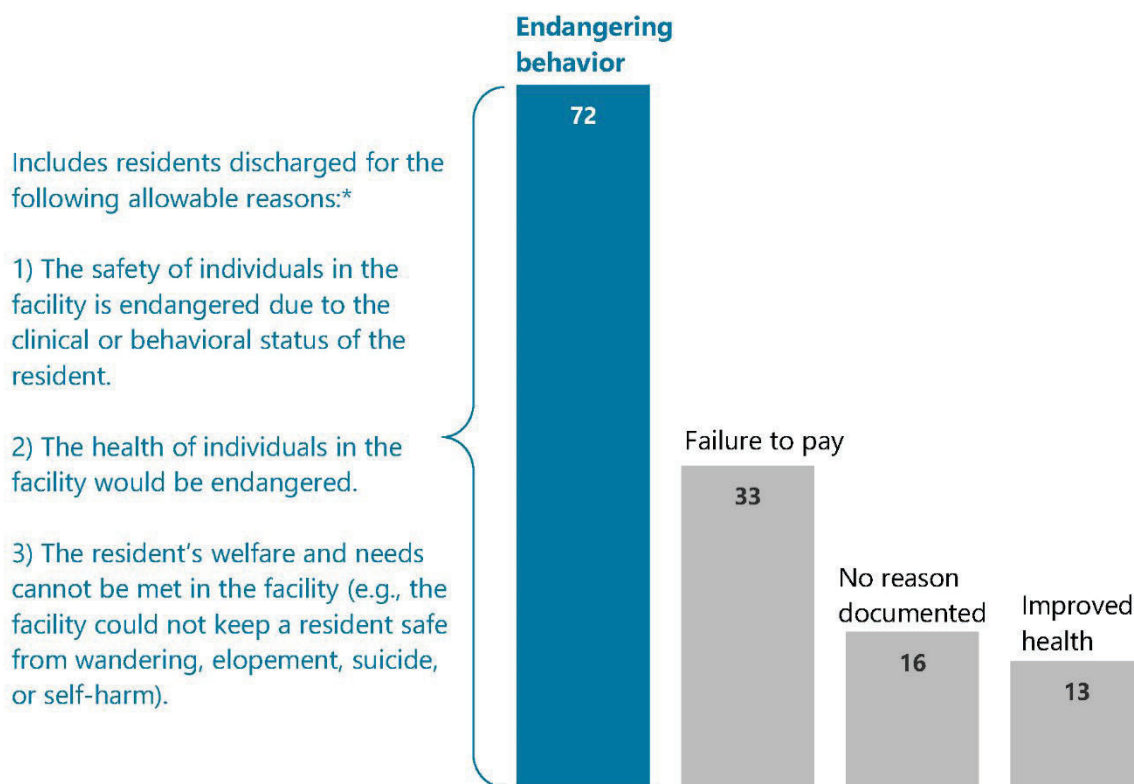 Endangering
behavior
72
Includes residents discharged for the
following allowable reasons:*
1) The safety of individuals in the
facility is endangered due to the
clinical or behavioral status of the
resident.
2) The health of individuals in the
facility would be endangered.
3) The resident’s welfare and needs
cannot be met in the facility (e.g., the
facility could not keep a resident safe
from wandering, elopement, suicide,
or self-harm).
Failure to pay
33
No reason
documented
16
Improved
health
13